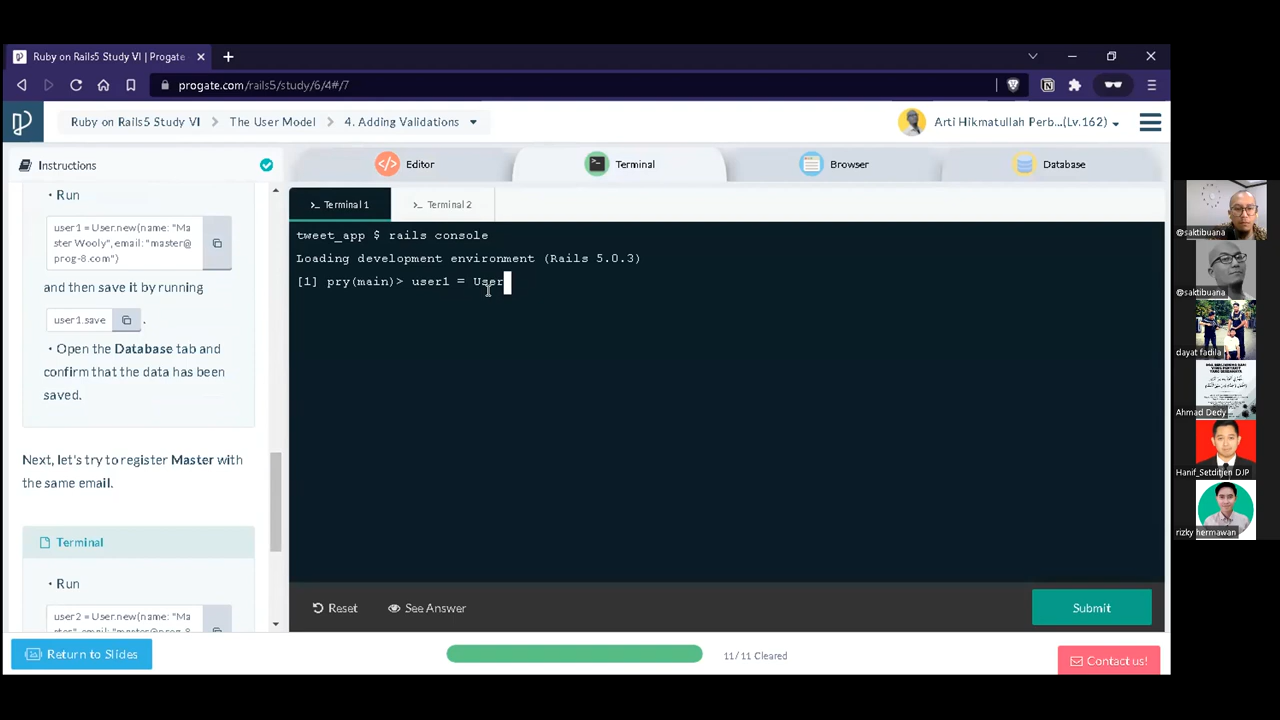 Ruby on Rails5 Study VI | Progate
progate.com/rails5/study/6/4#/7
Ruby on Rails5 Study VI
The User Model
4. Adding Validations
Arti Hikmatullah Perb...(Lv.162)
Instructions
Editor
Terminal
Browser
Database
• Run
user1 = User.new(name: "Ma
ster Wooly", email: "master@
prog-8.com")
and then save it by running
user1.save .
• Open the Database tab and
confirm that the data has been
saved.
Next, let's try to register Master with
the same email.
Terminal
• Run
user2 = User.new(name: "Ma
ster", email: "master@prog-8
>_ Terminal 1
>_ Terminal 2
tweet_app $ rails console
Loading development environment (Rails 5.0.3)
[1] pry(main)> user1 = User
Reset
See Answer
Submit
Return to Slides
11/11 Cleared
Contact us!
@saktibuana
@saktibuana
dayat fadila
Ahmad Dedy
Hanif_Setditjen DJP
rizky hermawan